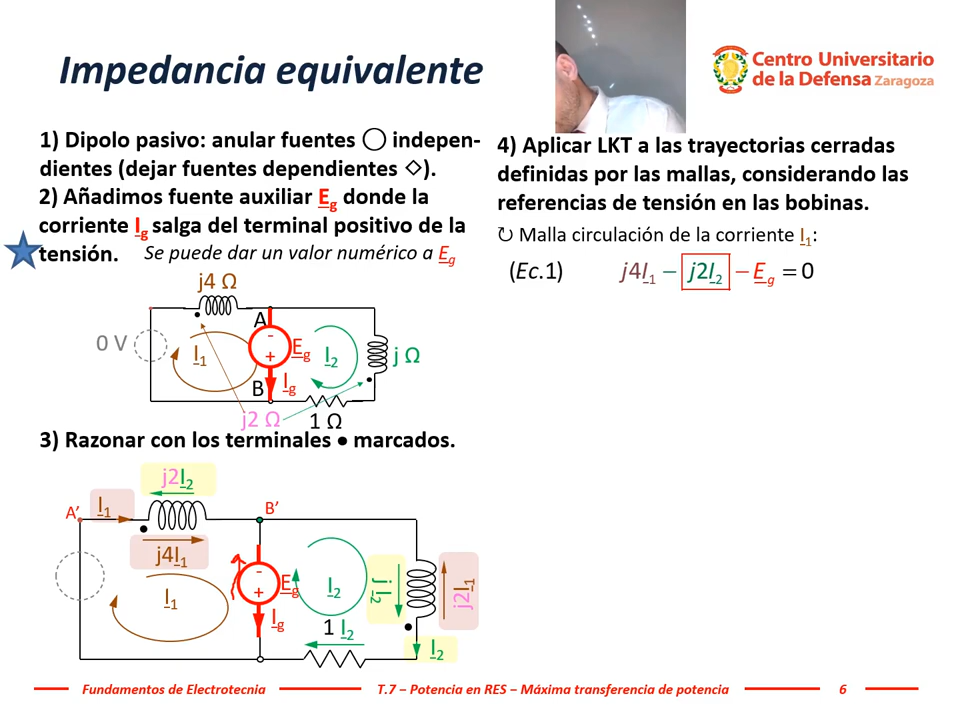 Impedancia equivalente
Centro Universitario
de la Defensa Zaragoza
1) Dipolo pasivo: anular fuentes ◯ indepen-
dientes (dejar fuentes dependientes ◇).
2) Añadimos fuente auxiliar Eg donde la
corriente Ig salga del terminal positivo de la
tensión. Se puede dar un valor numérico a Eg
j4 Ω
0 V
I1
A
-
+
Eg
I2
j Ω
B
Ig
j2 Ω
1 Ω
3) Razonar con los terminales • marcados.
j2I2
A’
I1
B’
j4I1
I1
-
+
Eg
Ig
I2
j I2
j2I1
1 I2
I2
4) Aplicar LKT a las trayectorias cerradas
definidas por las mallas, considerando las
referencias de tensión en las bobinas.
↻ Malla circulación de la corriente I1:
(Ec.1) j4I1 − j2I2 − Eg = 0
Fundamentos de Electrotecnia
T.7 – Potencia en RES – Máxima transferencia de potencia
6